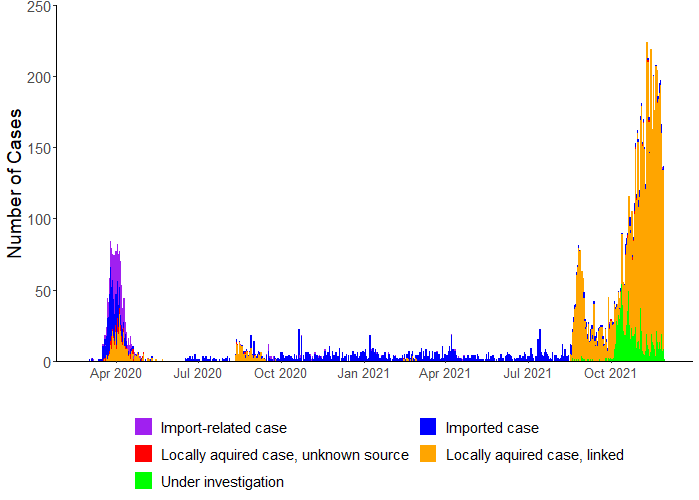 250
200
150
100
50
0
Number of Cases
Apr 2020 Jul 2020 Oct 2020 Jan 2021 Apr 2021 Jul 2021 Oct 2021
Import-related case Imported case
Locally aquired case, unknown source Locally aquired case, linked
Under investigation